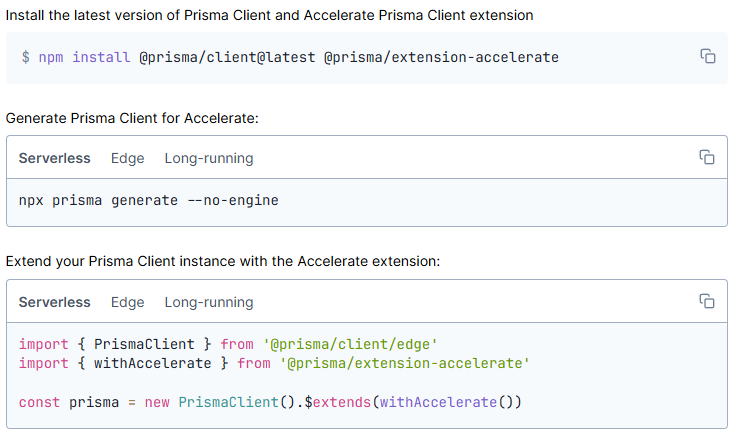 Install the latest version of Prisma Client and Accelerate Prisma Client extension
$ npm install @prisma/client@latest @prisma/extension-accelerate
Generate Prisma Client for Accelerate:
Serverless Edge Long-running
npx prisma generate --no-engine
Extend your Prisma Client instance with the Accelerate extension:
Serverless Edge Long-running
import { PrismaClient } from '@prisma/client/edge'
import { withAccelerate } from '@prisma/extension-accelerate'
const prisma = new PrismaClient().$extends(withAccelerate())